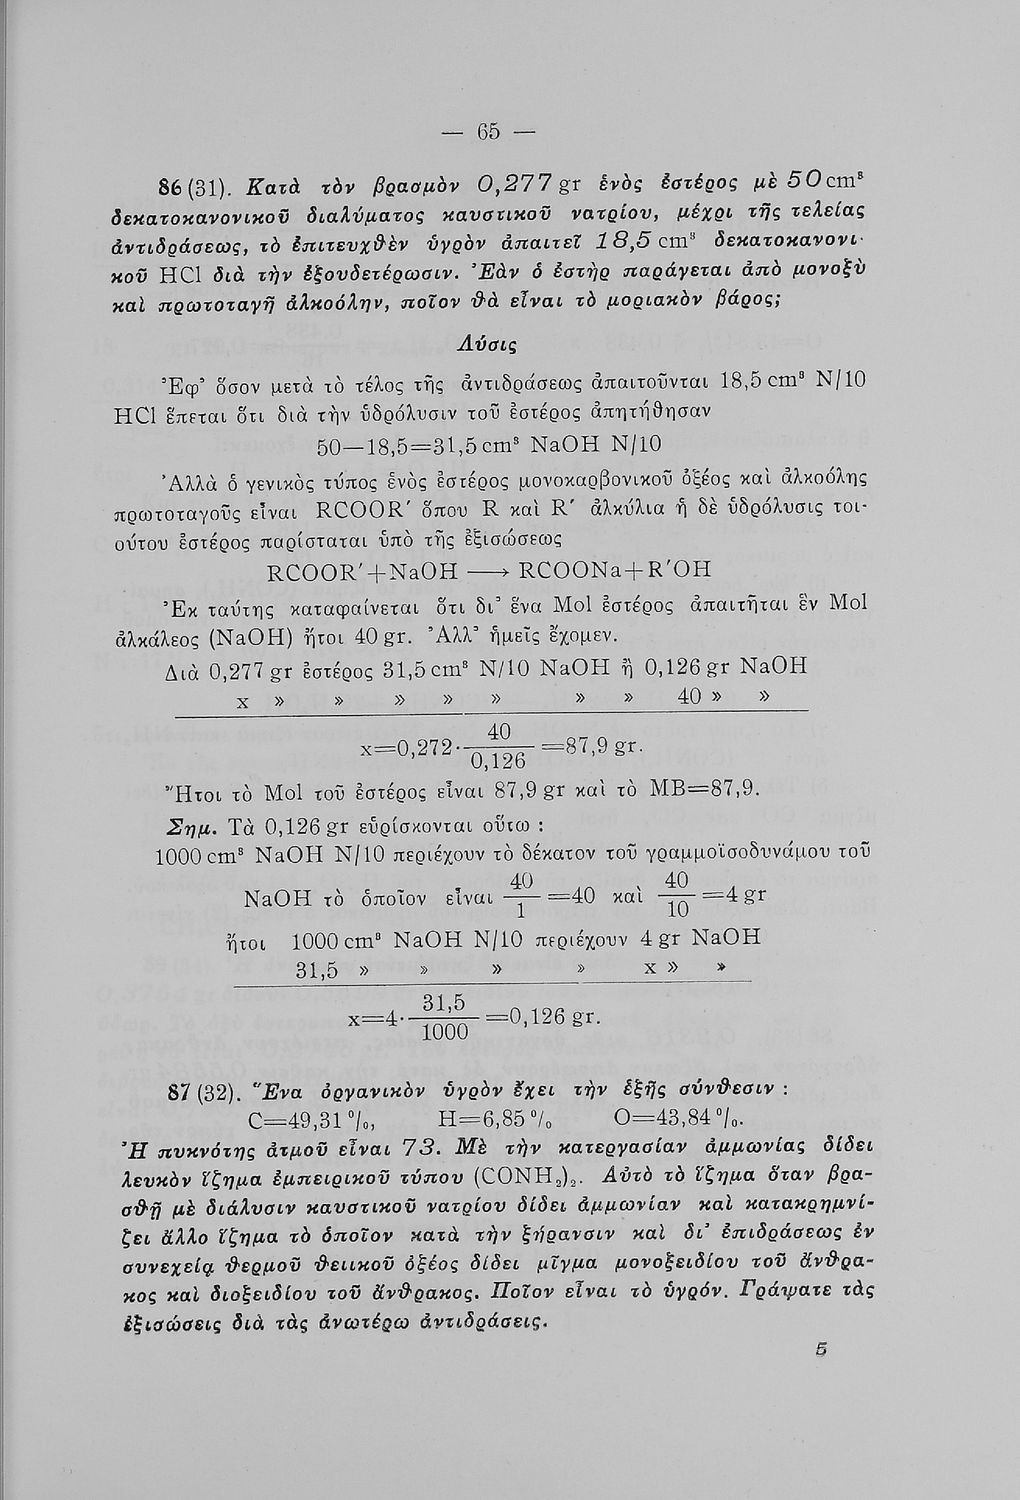 — 65 —
86 (31). Κατὰ τὸν βρασμὸν 0,277 gr ἑνὸς ἐστέρος μὲ 50 cm³
δεκατοκανονικοῦ διαλύματος καυστικοῦ νατρίου, μέχρι τῆς τελείας
ἀντιδράσεως, τὸ ἐπιτευχθὲν ὑγρὸν ἀπαιτεῖ 18,5 cm³ δεκατοκανονι-
κοῦ HCl διὰ τὴν ἐξουδετέρωσιν. Ἐὰν ὁ ἐστὴρ παράγεται ἀπὸ μονοξὺ
καὶ πρωτοταγῆ ἀλκοόλην, ποῖον θὰ εἶναι τὸ μοριακὸν βάρος;
Λύσις
Ἐφ' ὅσον μετὰ τὸ τέλος τῆς ἀντιδράσεως ἀπαιτοῦνται 18,5 cm³ N/10
HCl ἕπεται ὅτι διὰ τὴν ὑδρόλυσιν τοῦ ἐστέρος ἀπητήθησαν
50—18,5=31,5 cm³ NaOH N/10
Ἀλλὰ ὁ γενικὸς τύπος ἑνὸς ἐστέρος μονοκαρβονικοῦ ὀξέος καὶ ἀλκοόλης
πρωτοταγοῦς εἶναι RCOOR' ὅπου R καὶ R' ἀλκύλια ἡ δὲ ὑδρόλυσις τοι-
ούτου ἐστέρος παρίσταται ὑπὸ τῆς ἐξισώσεως
RCOOR'+NaOH ⟶ RCOONa+R'OH
Ἐκ ταύτης καταφαίνεται ὅτι δι' ἕνα Mol ἐστέρος ἀπαιτῆται ἓν Mol
ἀλκάλεος (NaOH) ἤτοι 40 gr. Ἀλλ' ἡμεῖς ἔχομεν.
Διὰ 0,277 gr ἐστέρος 31,5 cm³ N/10 NaOH ἢ 0,126 gr NaOH
x » » » » » » » 40 » »
x=0,272· 40/0,126 =87,9 gr.
Ἤτοι τὸ Mol τοῦ ἐστέρος εἶναι 87,9 gr καὶ τὸ MB=87,9.
Σημ. Τὰ 0,126 gr εὑρίσκονται οὕτω :
1000 cm³ NaOH N/10 περιέχουν τὸ δέκατον τοῦ γραμμοϊσοδυνάμου τοῦ
NaOH τὸ ὁποῖον εἶναι 40/1 =40 καὶ 40/10 =4 gr
ἤτοι 1000 cm³ NaOH N/10 περιέχουν 4 gr NaOH
31,5 » » » » x » »
x=4· 31,5/1000 =0,126 gr.
87 (32). Ἕνα ὀργανικὸν ὑγρὸν ἔχει τὴν ἑξῆς σύνθεσιν :
C=49,31 %, H=6,85 % O=43,84 %.
Ἡ πυκνότης ἀτμοῦ εἶναι 73. Μὲ τὴν κατεργασίαν ἀμμωνίας δίδει
λευκὸν ἵζημα ἐμπειρικοῦ τύπου (CONH₂)₂. Αὐτὸ τὸ ἵζημα ὅταν βρα-
σθῇ μὲ διάλυσιν καυστικοῦ νατρίου δίδει ἀμμωνίαν καὶ κατακρημνί-
ζει ἄλλο ἵζημα τὸ ὁποῖον κατὰ τὴν ξήρανσιν καὶ δι' ἐπιδράσεως ἐν
συνεχείᾳ θερμοῦ θειικοῦ ὀξέος δίδει μῖγμα μονοξειδίου τοῦ ἄνθρα-
κος καὶ διοξειδίου τοῦ ἄνθρακος. Ποῖον εἶναι τὸ ὑγρόν. Γράψατε τὰς
ἐξισώσεις διὰ τὰς ἀνωτέρω ἀντιδράσεις.
5